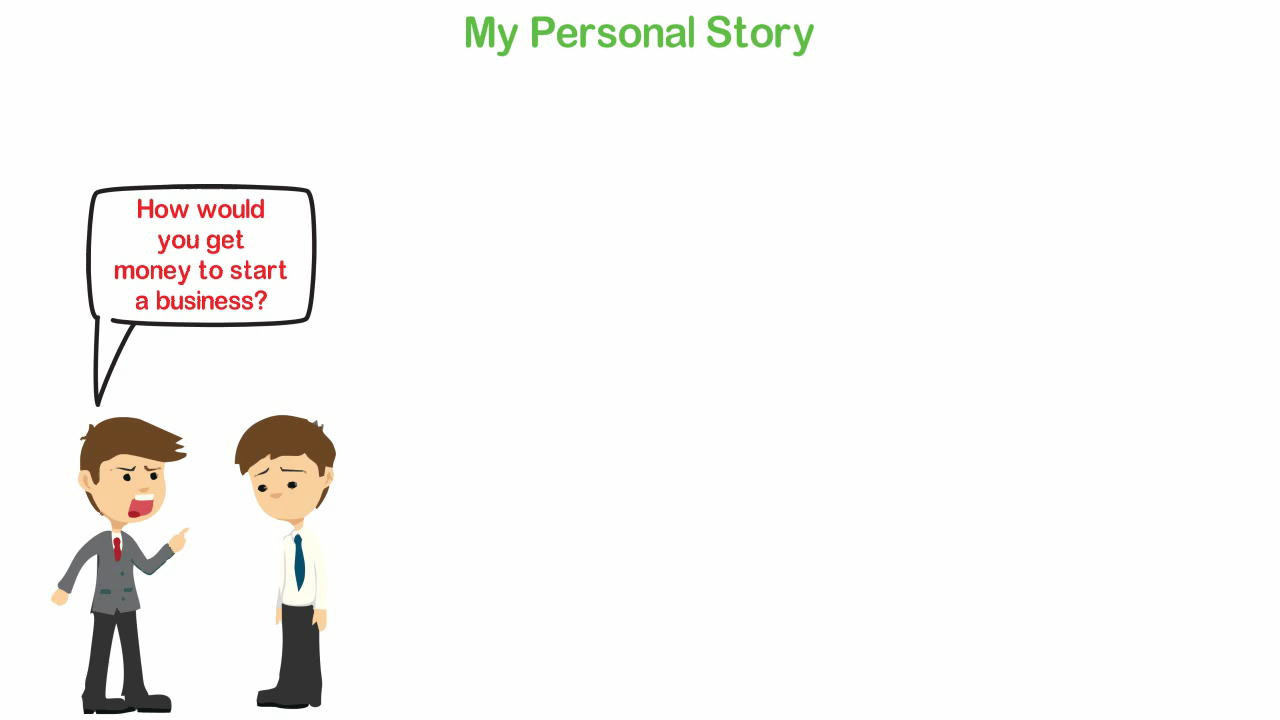 My Personal Story
How would
you get
money to start
a business?